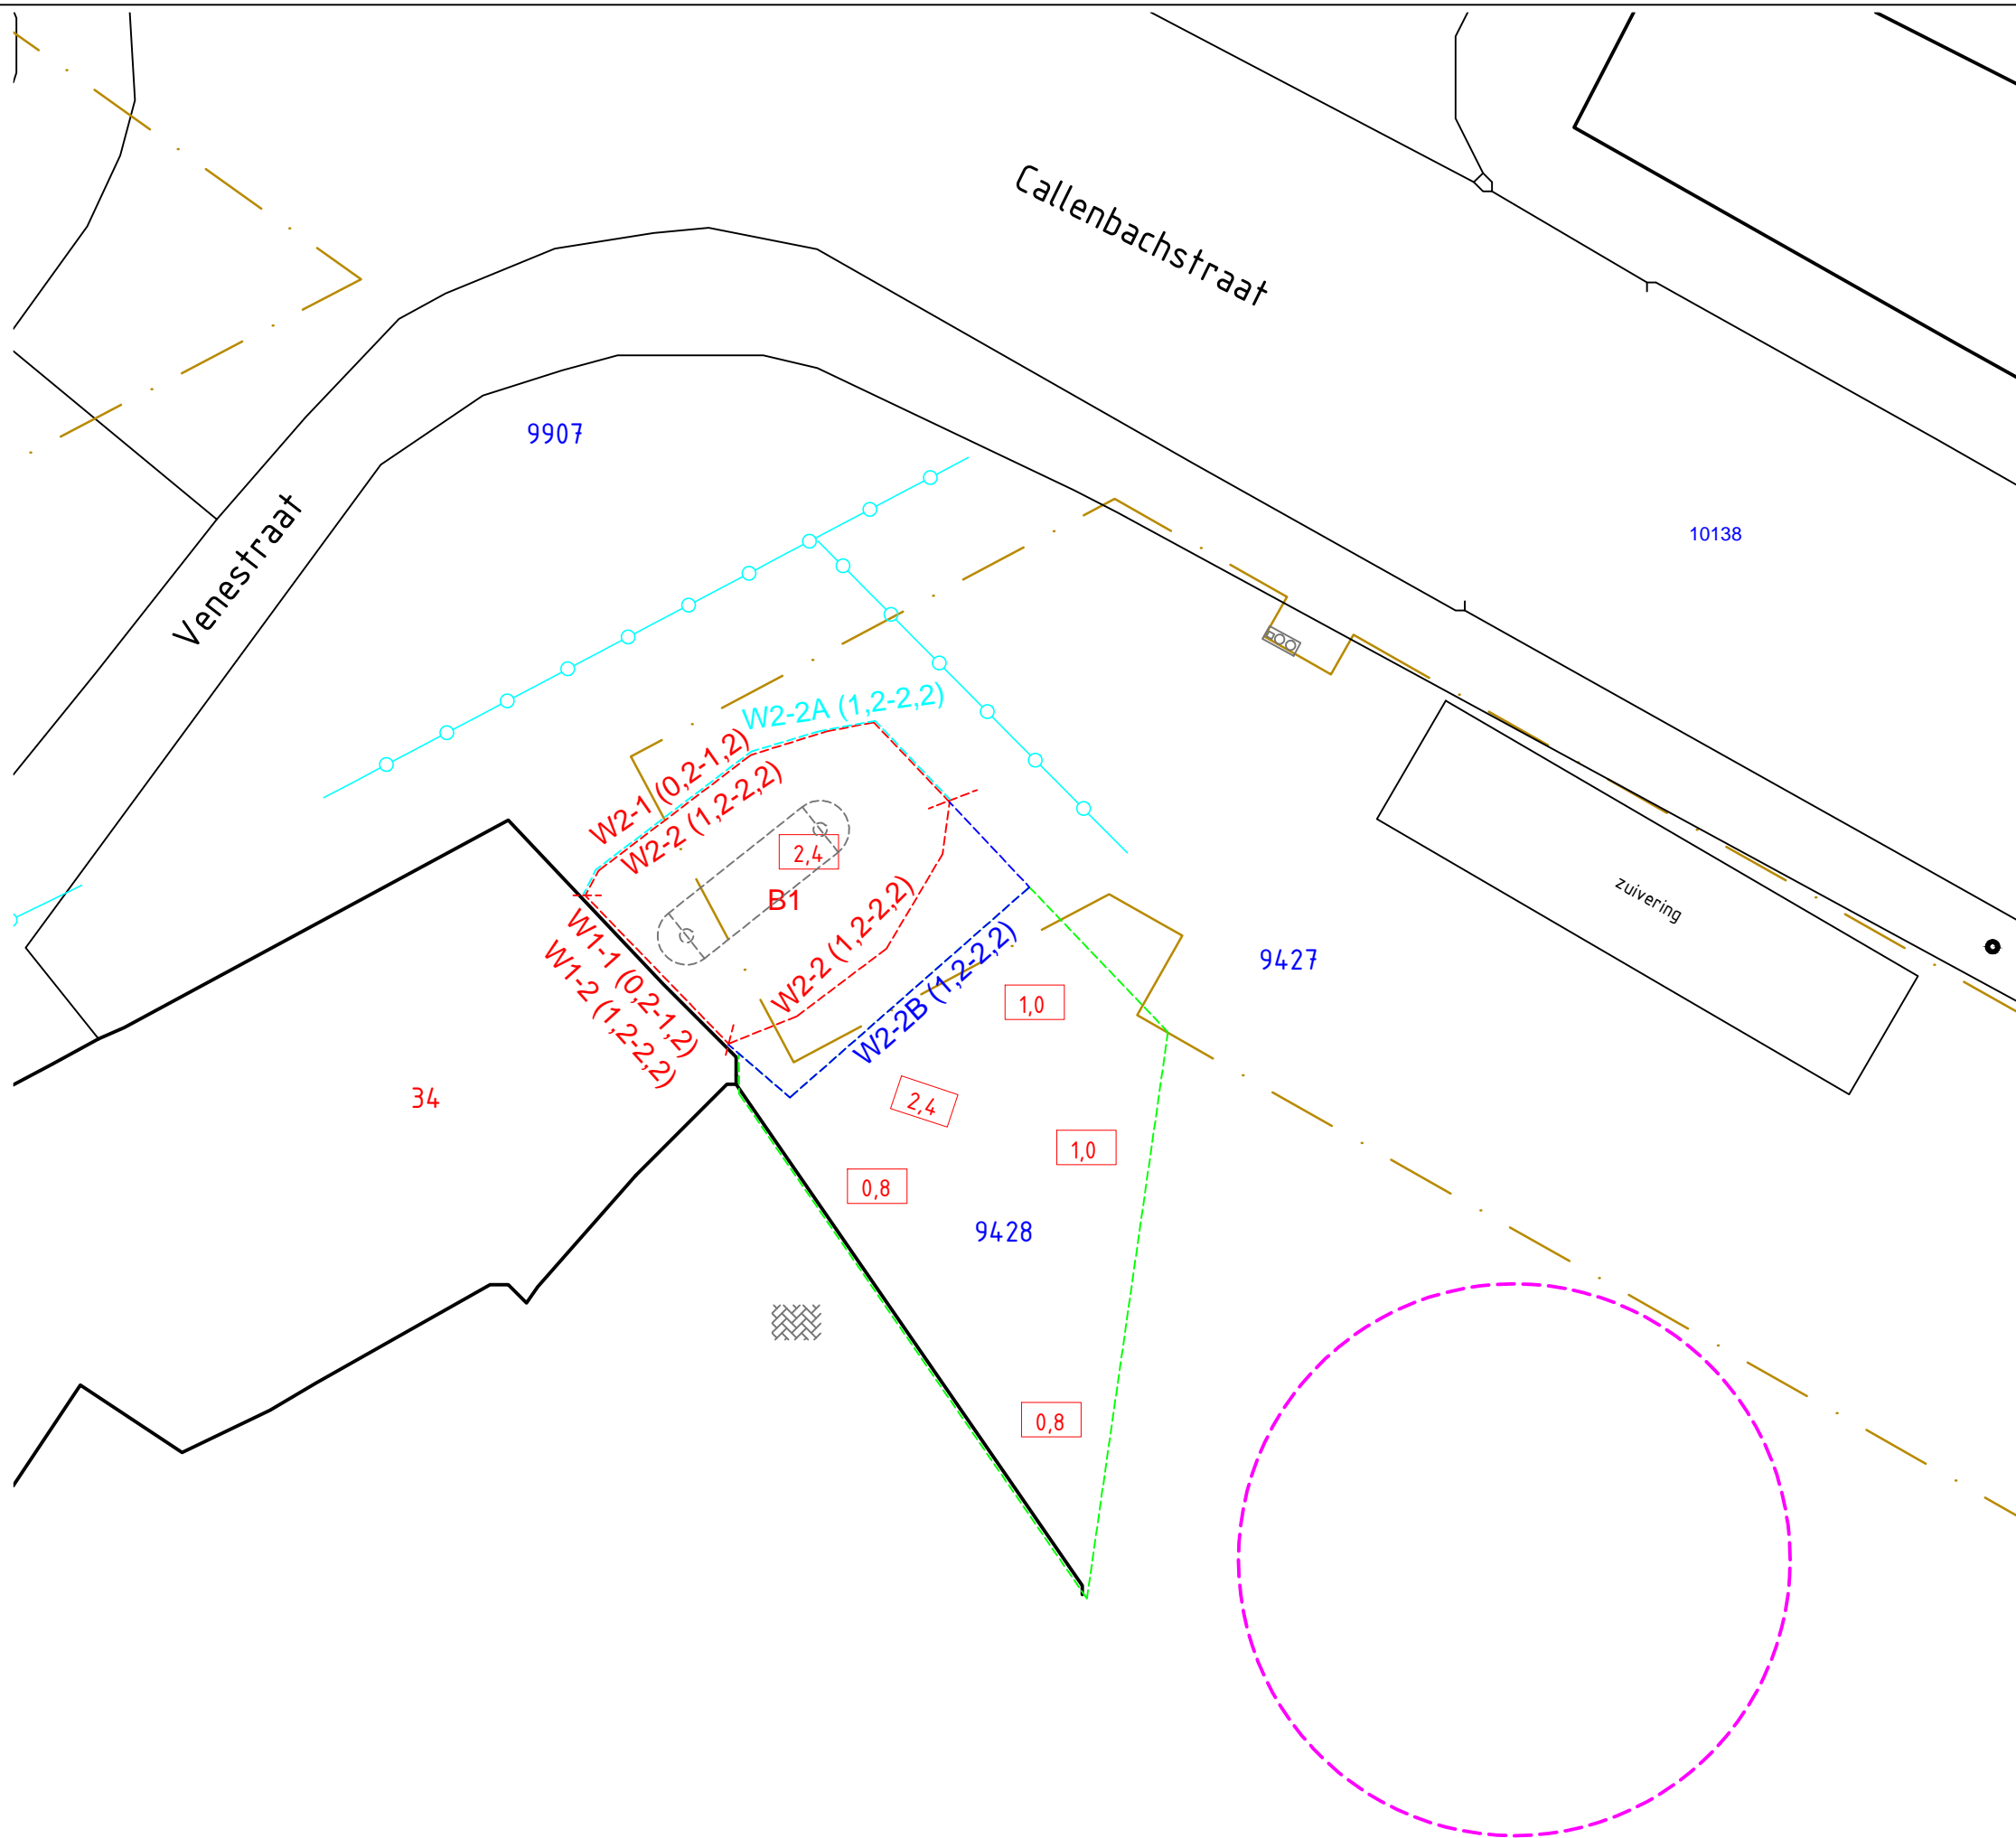 Callenbachstraat
9907
10138
Venestraat
W2-2A (1,2-2,2)
W2-1 (0,2-1,2)
W2-2 (1,2-2,2)
2,4
B1
zuivering
W1-1 (0,2-1,2)
W1-2 (1,2-2,2)
W2-2 (1,2-2,2)
W2-2B (1,2-2,2)
9427
1,0
34
2,4
1,0
0,8
9428
0,8